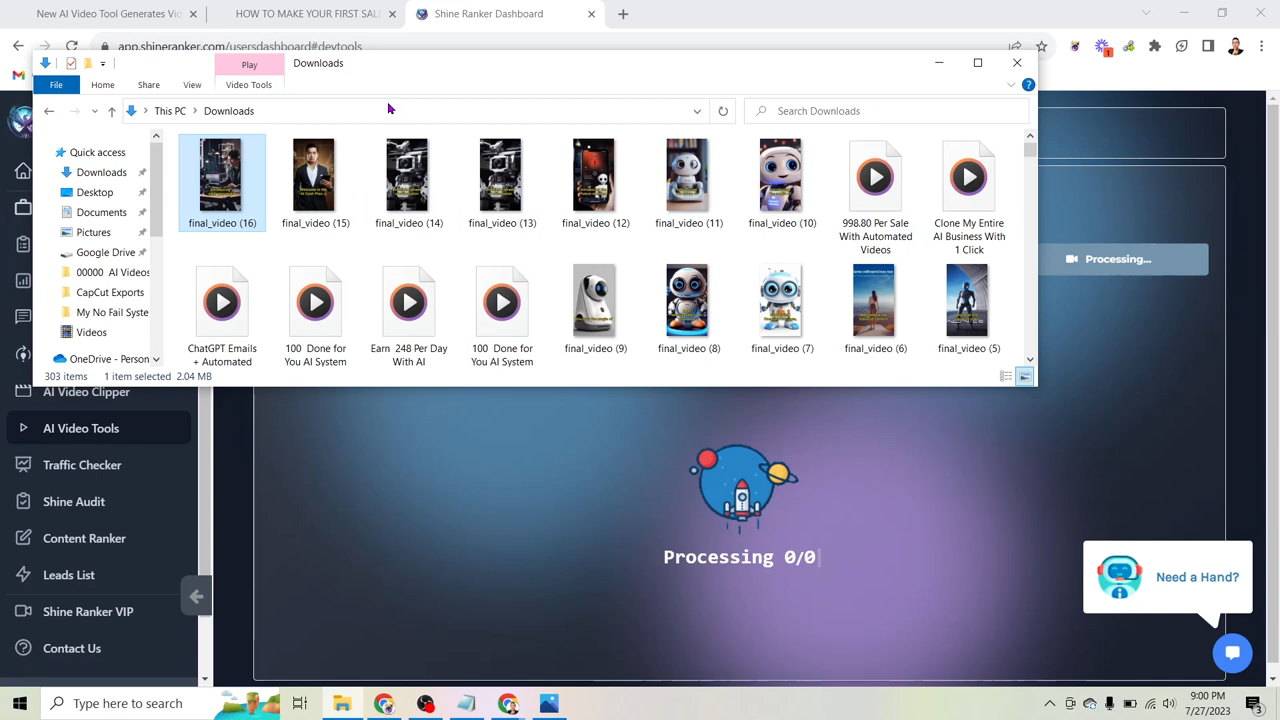 New AI Video Tool Generates Vi
HOW TO MAKE YOUR FIRST SAL
Shine Ranker Dashboard
app.shineranker.com/usersdashboard#devtools
Play
Downloads
File
Home
Share
View
Video Tools
This PC
Downloads
Search Downloads
Quick access
Downloads
Desktop
Documents
Pictures
Google Drive
00000 AI Videos
CapCut Exports
My No Fail Syste
Videos
OneDrive - Person
final_video (16)
final_video (15)
final_video (14)
final_video (13)
final_video (12)
final_video (11)
final_video (10)
998.80 Per Sale
With Automated
Videos
Clone My Entire
AI Business With
1 Click
ChatGPT Emails
+ Automated
100 Done for
You AI System
Earn 248 Per Day
With AI
100 Done for
You AI System
final_video (9)
final_video (8)
final_video (7)
final_video (6)
final_video (5)
303 items
1 item selected 2.04 MB
Processing...
AI Video Clipper
AI Video Tools
Traffic Checker
Shine Audit
Content Ranker
Leads List
Shine Ranker VIP
Contact Us
Processing 0/0
Need a Hand?
Type here to search
9:00 PM
7/27/2023
3
1